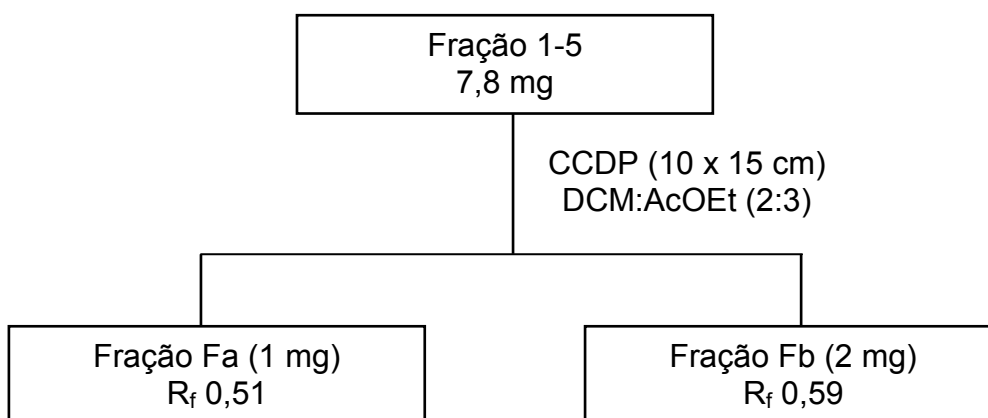 Fração 1-5
7,8 mg
CCDP (10 x 15 cm)
DCM:AcOEt (2:3)
Fração Fa (1 mg)
Rf 0,51
Fração Fb (2 mg)
Rf 0,59